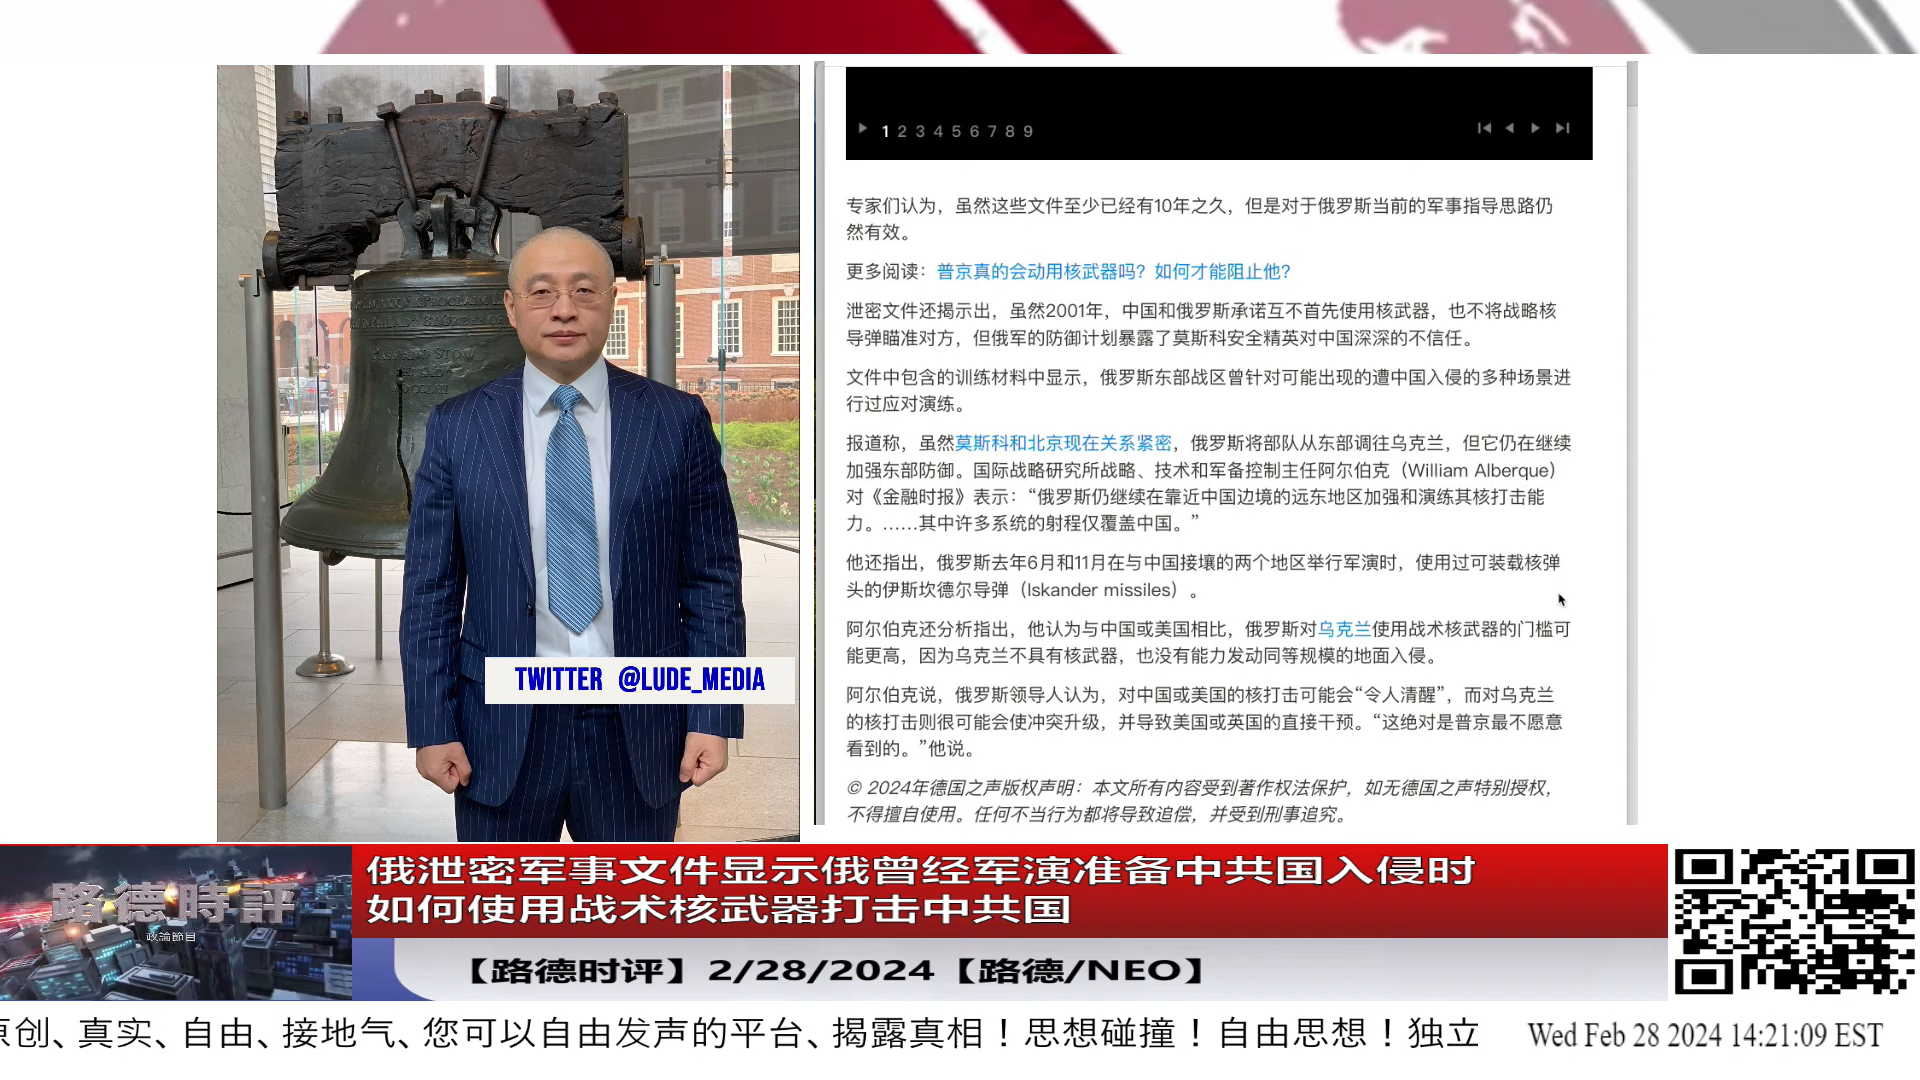 1 2 3 4 5 6 7 8 9
专家们认为，虽然这些文件至少已经有10年之久，但是对于俄罗斯当前的军事指导思路仍
然有效。
更多阅读：普京真的会动用核武器吗？如何才能阻止他？
泄密文件还揭示出，虽然2001年，中国和俄罗斯承诺互不首先使用核武器，也不将战略核
导弹瞄准对方，但俄军的防御计划暴露了莫斯科安全精英对中国深深的不信任。
文件中包含的训练材料中显示，俄罗斯东部战区曾针对可能出现的遭中国入侵的多种场景进
行过应对演练。
报道称，虽然莫斯科和北京现在关系紧密，俄罗斯将部队从东部调往乌克兰，但它仍在继续
加强东部防御。国际战略研究所战略、技术和军备控制主任阿尔伯克（William Alberque）
对《金融时报》表示：“俄罗斯仍继续在靠近中国边境的远东地区加强和演练其核打击能
力。……其中许多系统的射程仅覆盖中国。”
他还指出，俄罗斯去年6月和11月在与中国接壤的两个地区举行军演时，使用过可装载核弹
头的伊斯坎德尔导弹（Iskander missiles）。
阿尔伯克还分析指出，他认为与中国或美国相比，俄罗斯对乌克兰使用战术核武器的门槛可
能更高，因为乌克兰不具有核武器，也没有能力发动同等规模的地面入侵。
阿尔伯克说，俄罗斯领导人认为，对中国或美国的核打击可能会“令人清醒”，而对乌克兰
的核打击则很可能会使冲突升级，并导致美国或英国的直接干预。“这绝对是普京最不愿意
看到的。”他说。
© 2024年德国之声版权声明：本文所有内容受到著作权法保护，如无德国之声特别授权，
不得擅自使用。任何不当行为都将导致追偿，并受到刑事追究。
PASS AND STOW
TWITTER @LUDE_MEDIA
路德時評
政論節目
俄泄密军事文件显示俄曾经军演准备中共国入侵时
如何使用战术核武器打击中共国
【路德时评】2/28/2024【路德/NEO】
原创、真实、自由、接地气、您可以自由发声的平台、揭露真相！思想碰撞！自由思想！独立
Wed Feb 28 2024 14:21:09 EST